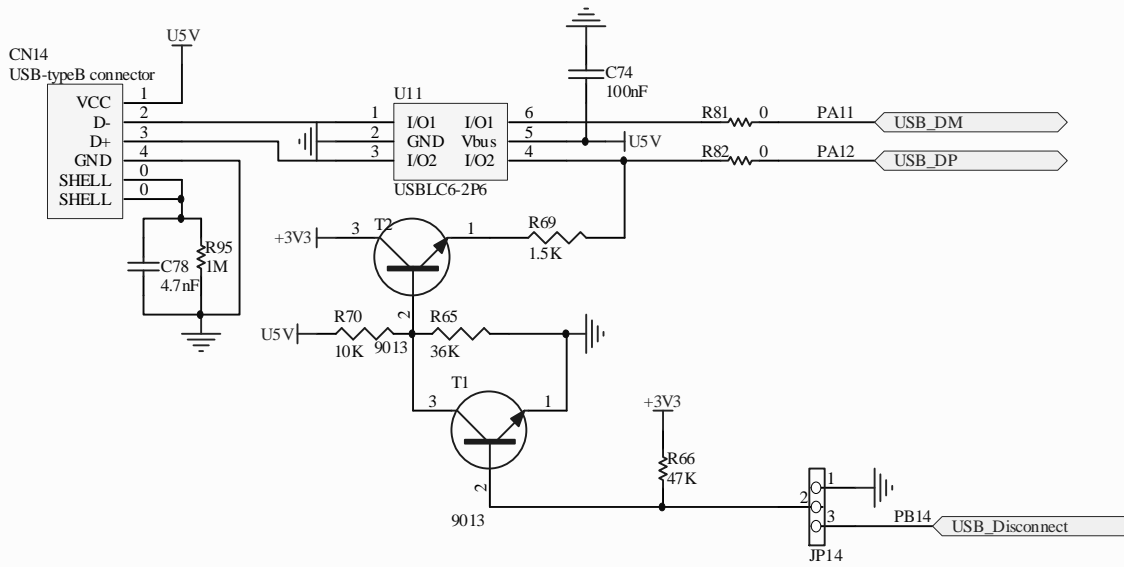 U5V
CN14
USB-typeB connector
VCC 1
D- 2
D+ 3
GND 4
SHELL 0
SHELL 0
C78
4.7nF
R95
1M
U11
1 I/O1 I/O1 6
2 GND Vbus 5
3 I/O2 I/O2 4
USBLC6-2P6
C74
100nF
U5V
R81 0 PA11 USB_DM
R82 0 PA12 USB_DP
T2
+3V3 3 1
2
R69
1.5K
U5V
R70
10K
9013
R65
36K
T1
3 1
2
9013
+3V3
R66
47K
1
2
3
PB14 USB_Disconnect
JP14